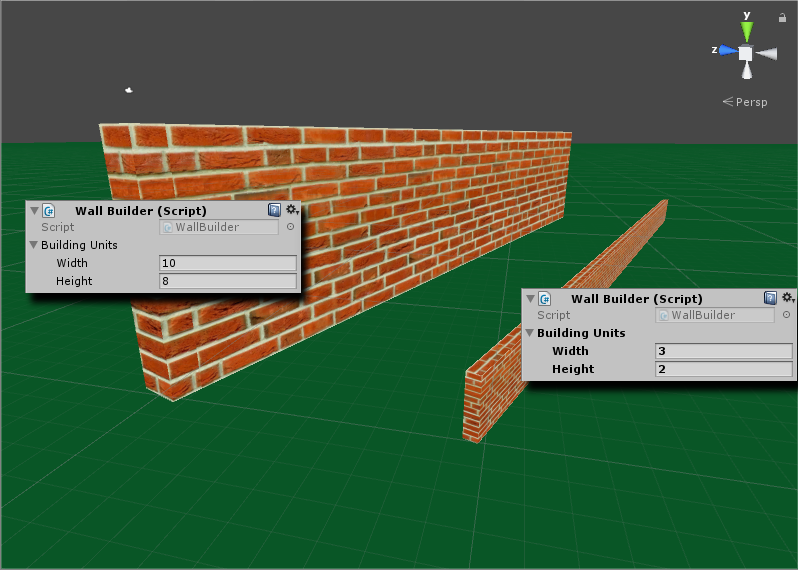 y
z
Persp
Wall Builder (Script)
Script WallBuilder
Building Units
Width 10
Height 8
Wall Builder (Script)
Script WallBuilder
Building Units
Width 3
Height 2